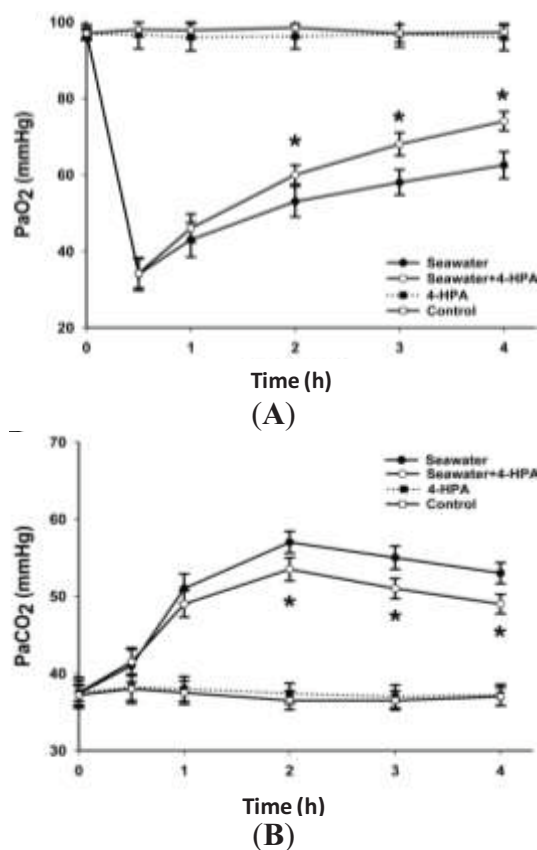 100
80
60
40
20
PaO2 (mmHg)
* * *
Seawater
Seawater+4-HPA
4-HPA
Control
0 1 2 3 4
Time (h)
(A)
70
60
50
40
30
PaCO2 (mmHg)
Seawater
Seawater+4-HPA
4-HPA
Control
* * *
0 1 2 3 4
Time (h)
(B)